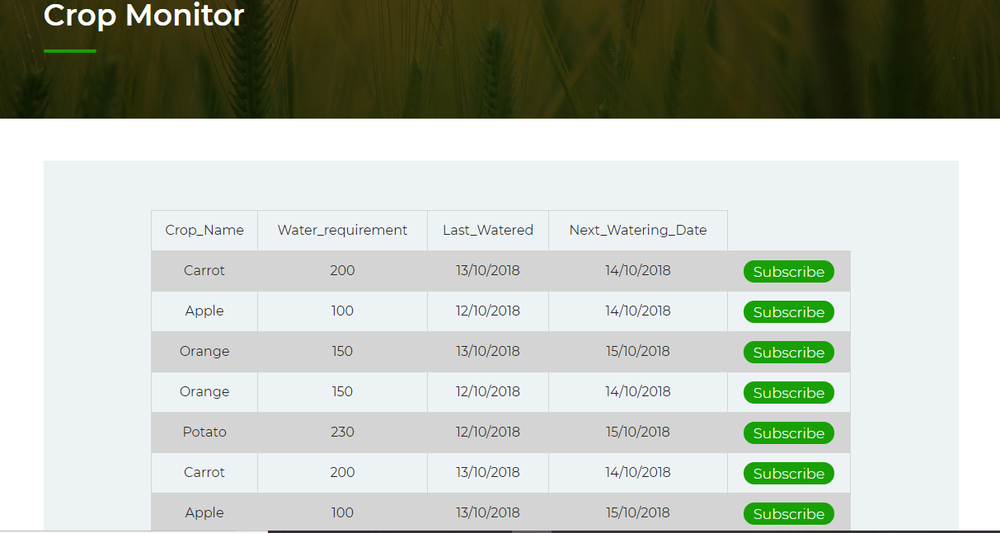 Crop Monitor
Crop_Name Water_requirement Last_Watered Next_Watering_Date
Carrot 200 13/10/2018 14/10/2018 Subscribe
Apple 100 12/10/2018 14/10/2018 Subscribe
Orange 150 13/10/2018 15/10/2018 Subscribe
Orange 150 12/10/2018 14/10/2018 Subscribe
Potato 230 12/10/2018 15/10/2018 Subscribe
Carrot 200 13/10/2018 14/10/2018 Subscribe
Apple 100 13/10/2018 15/10/2018 Subscribe